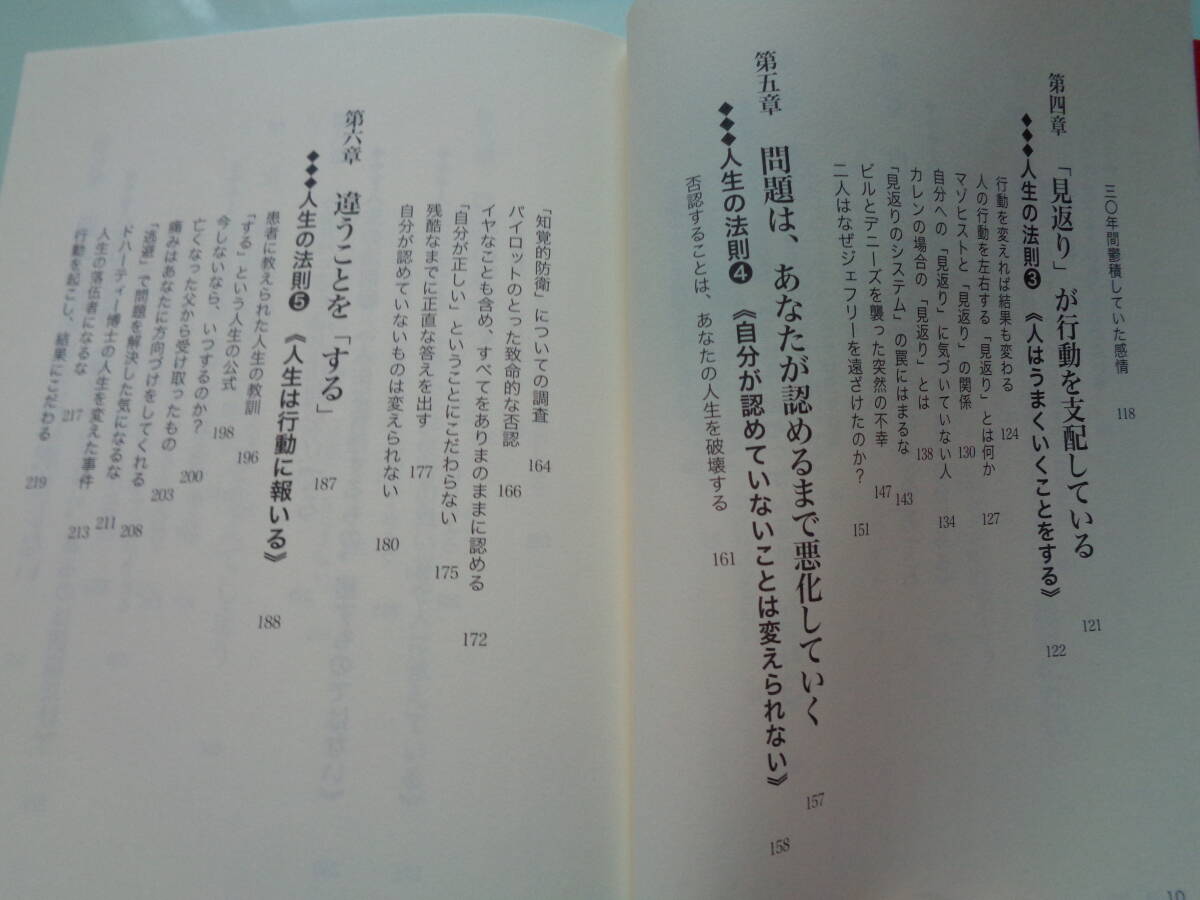 三〇年間鬱積していた感情 118
第四章 「見返り」が行動を支配している 121
◆◆◆人生の法則❸ 《人はうまくいくことをする》 122
行動を変えれば結果も変わる 124
人の行動を左右する「見返り」とは何か 127
マゾヒストと「見返り」の関係 130
自分への「見返り」に気づいていない人 134
カレンの場合の「見返り」とは 138
「見返りのシステム」の罠にはまるな 143
ビルとデニーズを襲った突然の不幸 147
二人はなぜジェフリーを遠ざけたのか? 151
第五章 問題は、あなたが認めるまで悪化していく 157
◆◆◆人生の法則❹ 《自分が認めていないことは変えられない》 158
否認することは、あなたの人生を破壊する 161
10
「知覚的防衛」についての調査 164
パイロットのとった致命的な否認 166
イヤなことも含め、すべてをありまのままに認める 172
「自分が正しい」ということにこだわらない 175
残酷なまでに正直な答えを出す 177
自分が認めていないものは変えられない 180
第六章 違うことを「する」 187
◆◆◆人生の法則❺ 《人生は行動に報いる》 188
患者に教えられた人生の教訓
「する」という人生の公式 196
今しないなら、いつするのか? 198
亡くなった父から受け取ったもの 200
痛みはあなたに方向づけをしてくれる 203
「逃避」で問題を解決した気になるな 208
ドハーティー博士の人生を変えた事件 211
人生の落伍者になるな 213
行動を起こし、結果にこだわる 217
219